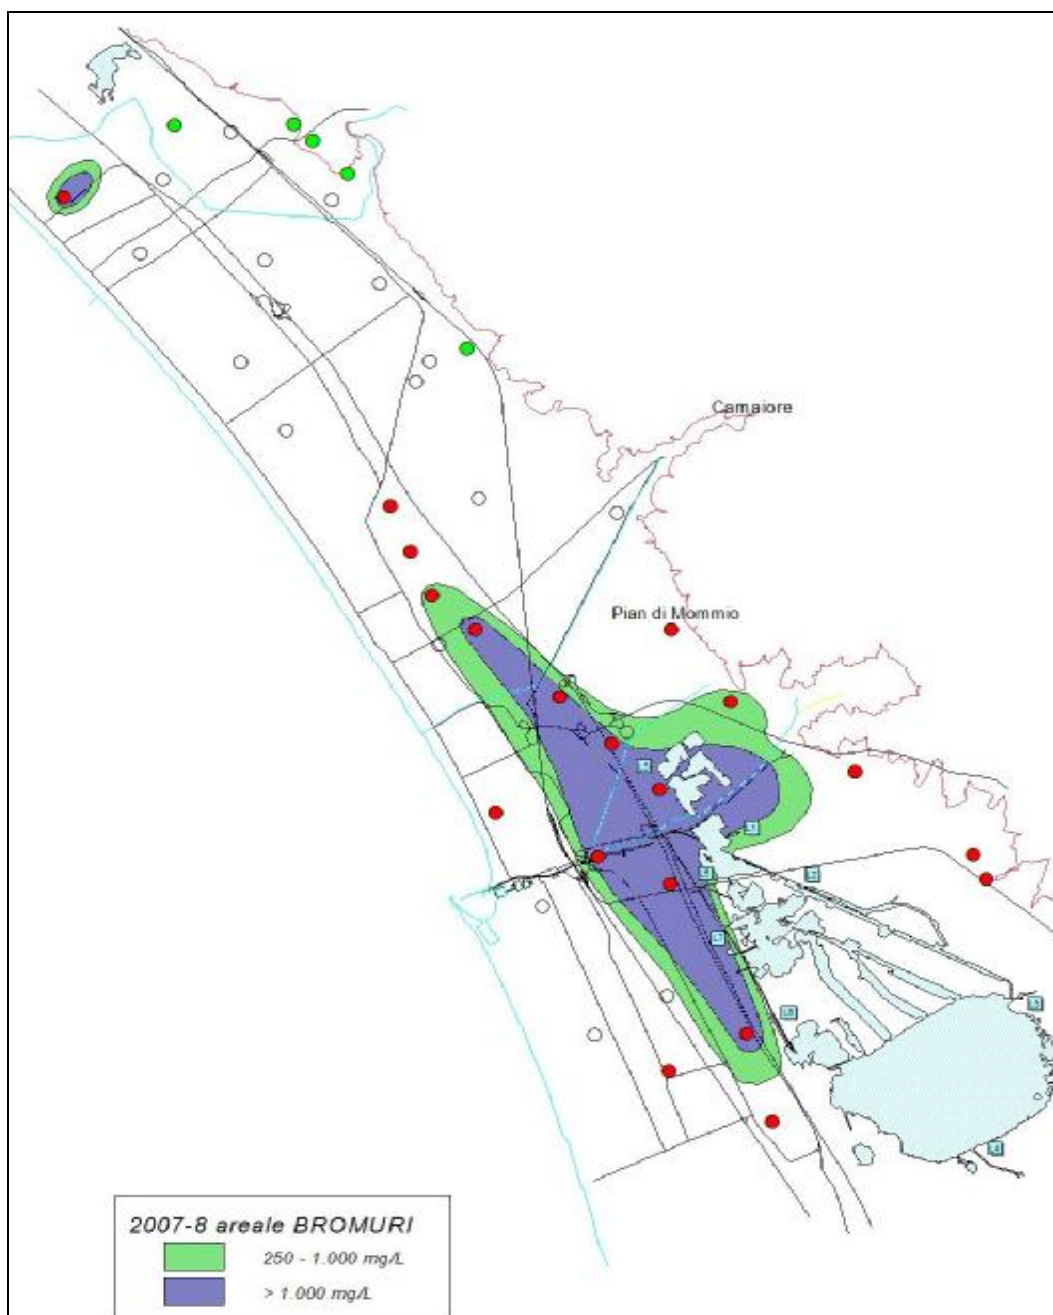 Camaiore
Pian di Mommio
2007-8 areale BROMURI
250 - 1.000 mg/L
> 1.000 mg/L